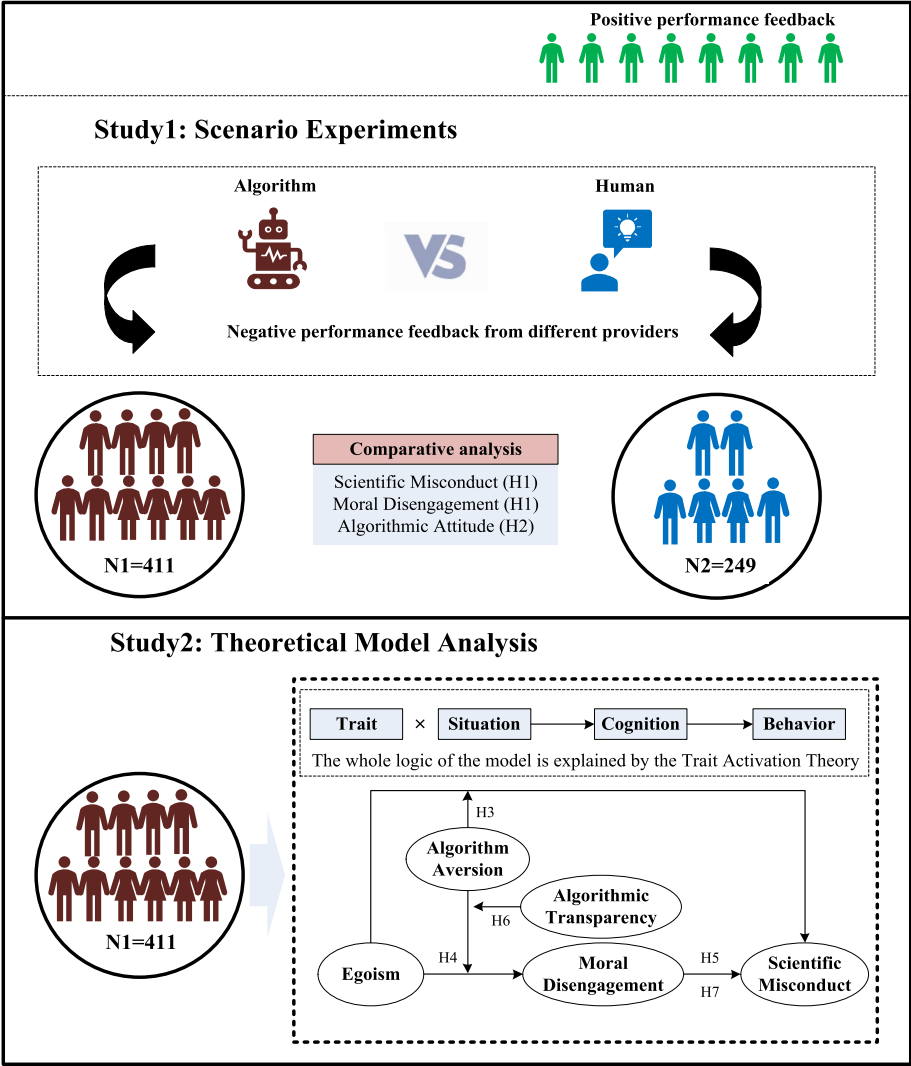 Positive performance feedback
Study1: Scenario Experiments
Algorithm
Human
VS
Negative performance feedback from different providers
Comparative analysis
Scientific Misconduct (H1)
Moral Disengagement (H1)
Algorithmic Attitude (H2)
N1=411
N2=249
Study2: Theoretical Model Analysis
Trait × Situation Cognition Behavior
The whole logic of the model is explained by the Trait Activation Theory
H3
Algorithm
Aversion
Algorithmic
Transparency
H6
N1=411
Egoism
H4
Moral
Disengagement
H5
H7
Scientific
Misconduct